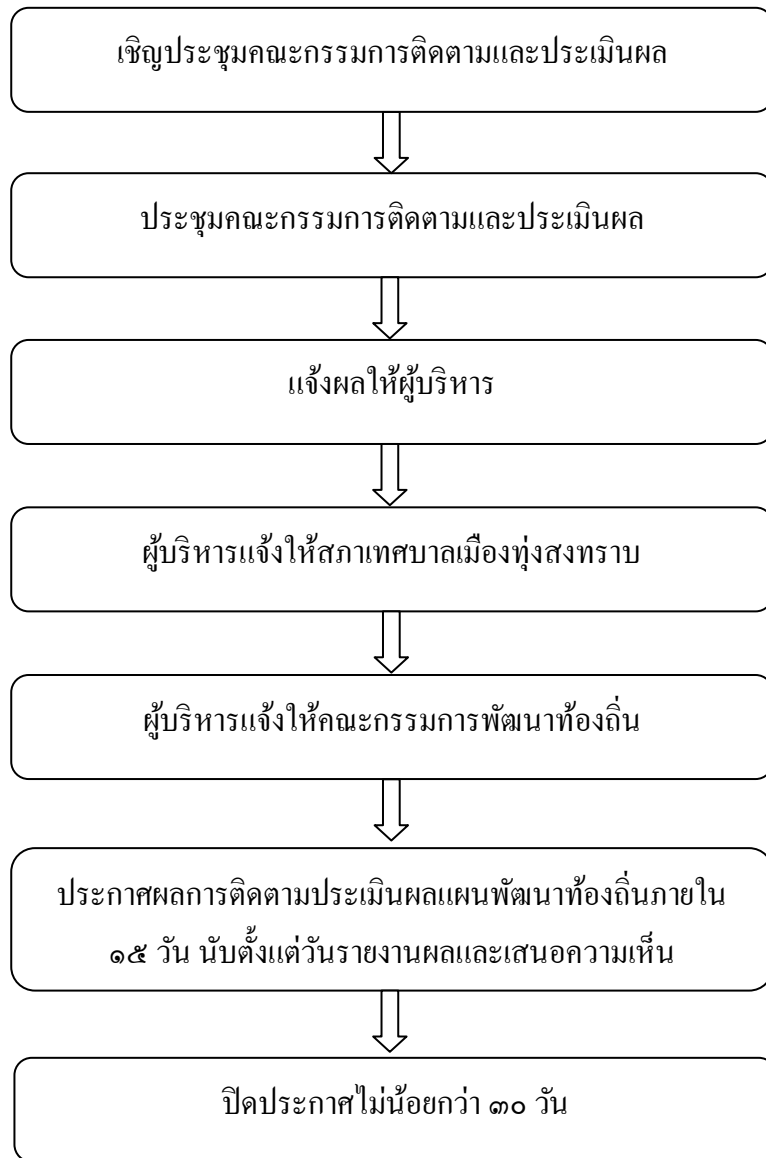 เชิญประชุมคณะกรรมการติดตามและประเมินผล
ประชุมคณะกรรมการติดตามและประเมินผล
แจ้งผลให้ผู้บริหาร
ผู้บริหารแจ้งให้สภาเทศบาลเมืองทุ่งสงทราบ
ผู้บริหารแจ้งให้คณะกรรมการพัฒนาท้องถิ่น
ประกาศผลการติดตามประเมินผลแผนพัฒนาท้องถิ่นภายใน
๑๕ วัน นับตั้งแต่วันรายงานผลและเสนอความเห็น
ปิดประกาศไม่น้อยกว่า ๓๐ วัน